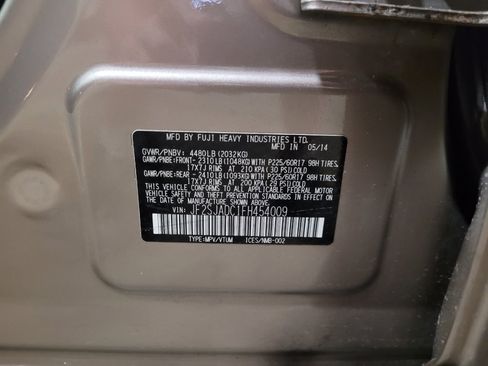 MFD. BY FUJI HEAVY INDUSTRIES LTD.
MADE IN 05/14
GVWR/PNBV: 4480LB (2032KG)
GAWR/PNBE:FRONT- 2310LB(1048KG)WITH P225/60R17 98H TIRES,
17X7J RIMS AT 210 KPA(30 PSI)COLD
GAWR/PNBE:REAR - 2410LB(1093KG)WITH P225/60R17 98H TIRES,
17X7J RIMS AT 200 KPA(29 PSI)COLD
THIS VEHICLE CONFORMS TO ALL APPLICABLE FEDERAL MOTOR
VEHICLE SAFETY AND THEFT PREVENTION STANDARDS IN EFFECT
ON THE DATE OF MANUFACTURE SHOWN ABOVE.
VIN: JF2SJADC1FH454009
TYPE:MPV/VTUM ICES/NMB-002